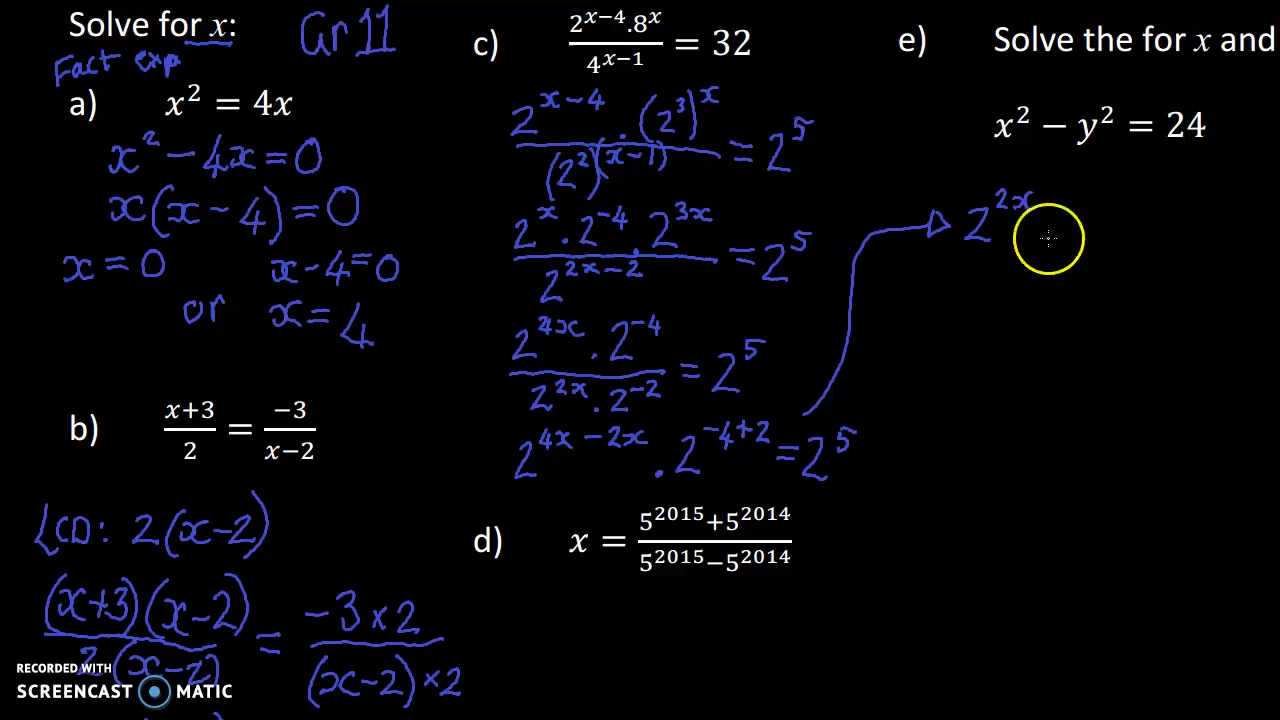 Solve for x:
Gr 11
Fact exp
a) x² = 4x
x² − 4x = 0
x(x − 4) = 0
x = 0 x − 4 = 0
or x = 4
b) x+3/2 = −3/x−2
LCD: 2(x−2)
(x+3)(x−2)/2(x−2) = −3×2/(x−2)×2
c) 2^{x−4}.8^x/4^{x−1} = 32
2^{x−4}.(2³)^x/(2²)^{(x−1)} = 2⁵
2^x.2^{−4}.2^{3x}/2^{2x−2} = 2⁵
2^{4x}.2^{−4}/2^{2x}.2^{−2} = 2⁵
2^{4x−2x}.2^{−4+2} = 2⁵
d) x = 5^{2015}+5^{2014}/5^{2015}−5^{2014}
e) Solve the for x and
x² − y² = 24
2^{2x}
RECORDED WITH
SCREENCAST MATIC